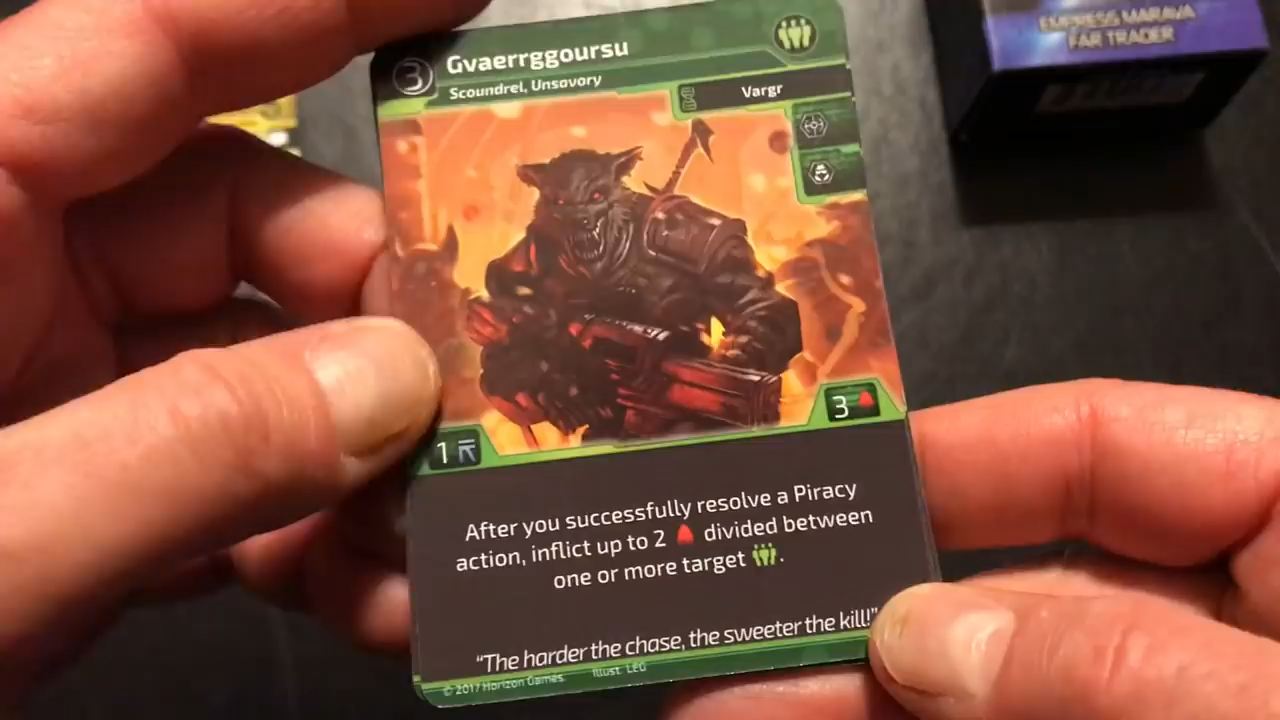 EMPRESS MARAVA
FAR TRADER
3
Gvaerrggoursu
Scoundrel, Unsavory
Vargr
3
1
After you successfully resolve a Piracy
action, inflict up to 2 divided between
one or more target .
“The harder the chase, the sweeter the kill!”
© 2017 Horizon Games. Illust. LEG